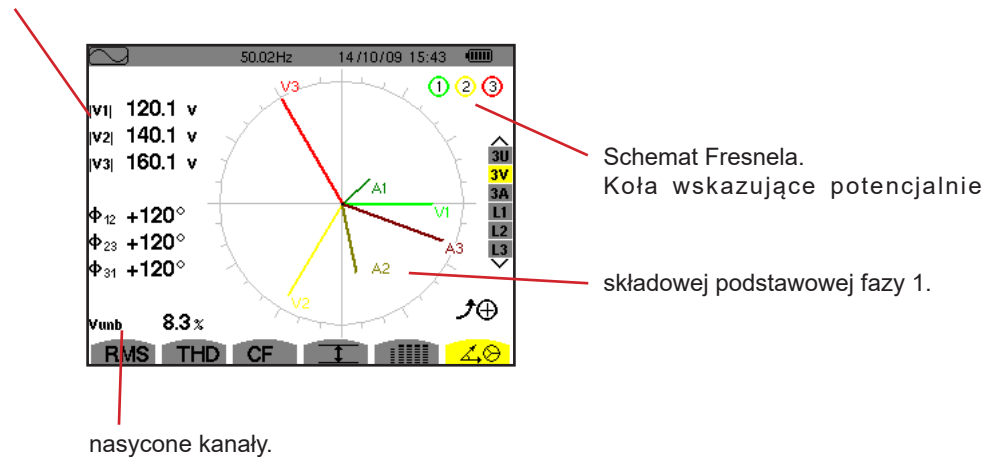 50.02Hz 14/10/09 15:43
V3
1 2 3
|V1| 120.1 v
|V2| 140.1 v
|V3| 160.1 v
3U
3V
3A
L1
L2
L3
A1
V1
A3
A2
V2
Φ12 +120°
Φ23 +120°
Φ31 +120°
Vunb 8.3 %
RMS THD CF
Schemat Fresnela.
Koła wskazujące potencjalnie
składowej podstawowej fazy 1.
nasycone kanały.